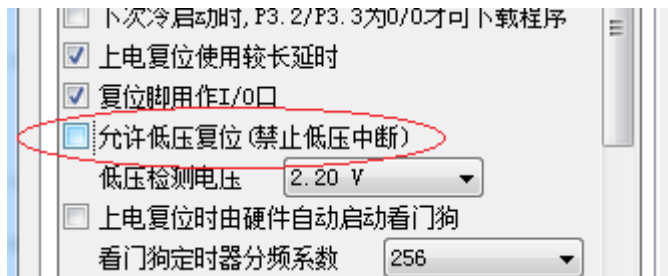 下次冷启动时,P3.2/P3.3为0/0才可下载程序
上电复位使用较长延时
复位脚用作I/O口
允许低压复位(禁止低压中断)
低压检测电压 2.20 V
上电复位时由硬件自动启动看门狗
看门狗定时器分频系数 256